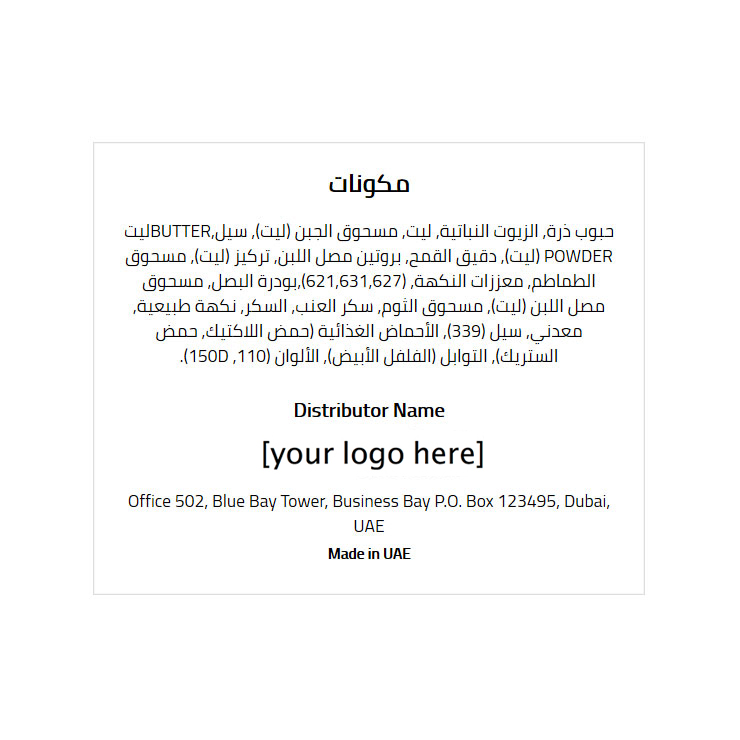 مكونات
حبوب ذرة, الزيوت النباتية, ليت, مسحوق الجبن (ليت), سيل,BUTTERليت
POWDER (ليت), دقيق القمح, بروتين مصل اللبن, تركيز (ليت), مسحوق
الطماطم, معززات النكهة, (621,631,627),بودرة البصل, مسحوق
مصل اللبن (ليت), مسحوق الثوم, سكر العنب, السكر, نكهة طبيعية,
معدني, سيل (339), الأحماض الغذائية (حمض اللاكتيك, حمض
الستريك), التوابل (الفلفل الأبيض), الألوان (110, 150D).
Distributor Name
[your logo here]
Office 502, Blue Bay Tower, Business Bay P.O. Box 123495, Dubai,
UAE
Made in UAE